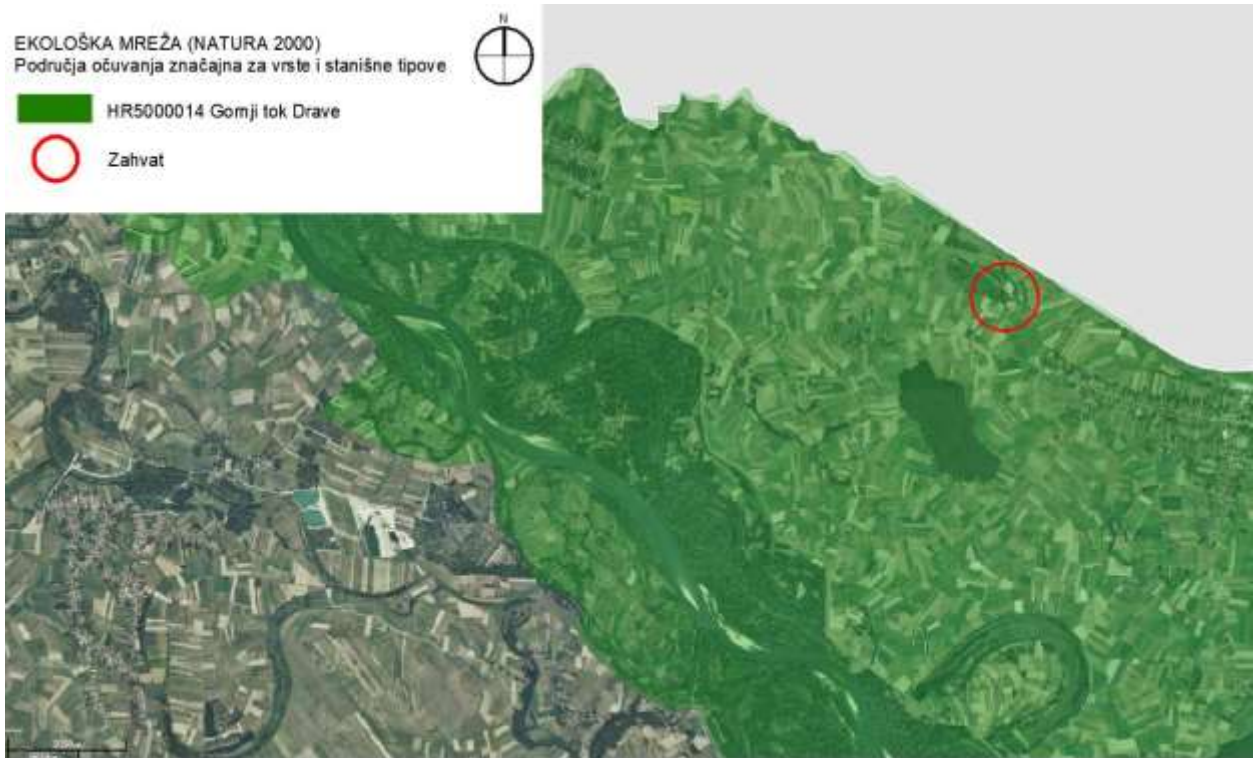 EKOLOŠKA MREŽA (NATURA 2000)
Područja očuvanja značajna za vrste i stanišne tipove
N
HR5000014 Gornji tok Drave
Zahvat